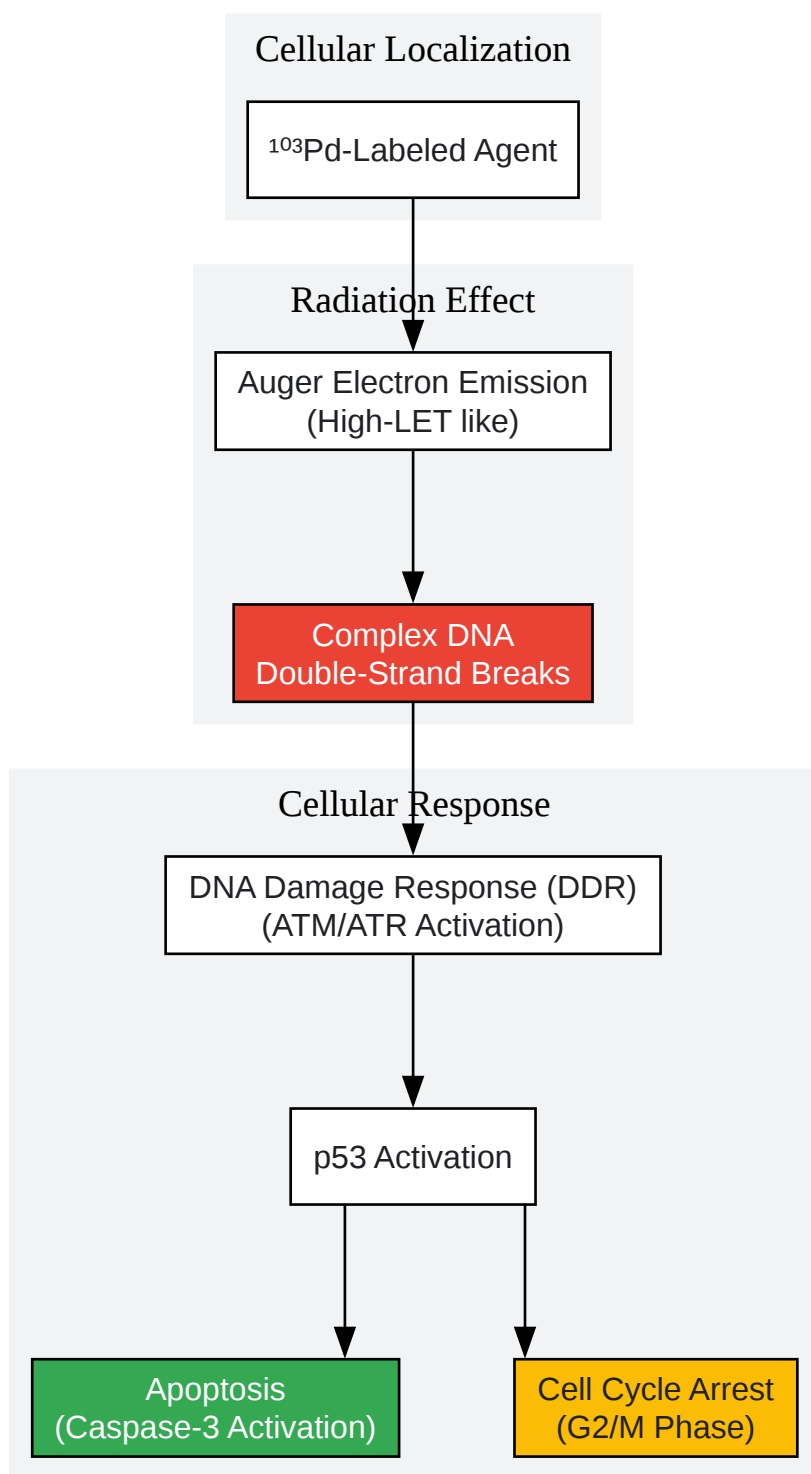 Cellular Localization
¹⁰³Pd-Labeled Agent
Radiation Effect
Auger Electron Emission
(High-LET like)
Complex DNA
Double-Strand Breaks
Cellular Response
DNA Damage Response (DDR)
(ATM/ATR Activation)
p53 Activation
Apoptosis
(Caspase-3 Activation)
Cell Cycle Arrest
(G2/M Phase)